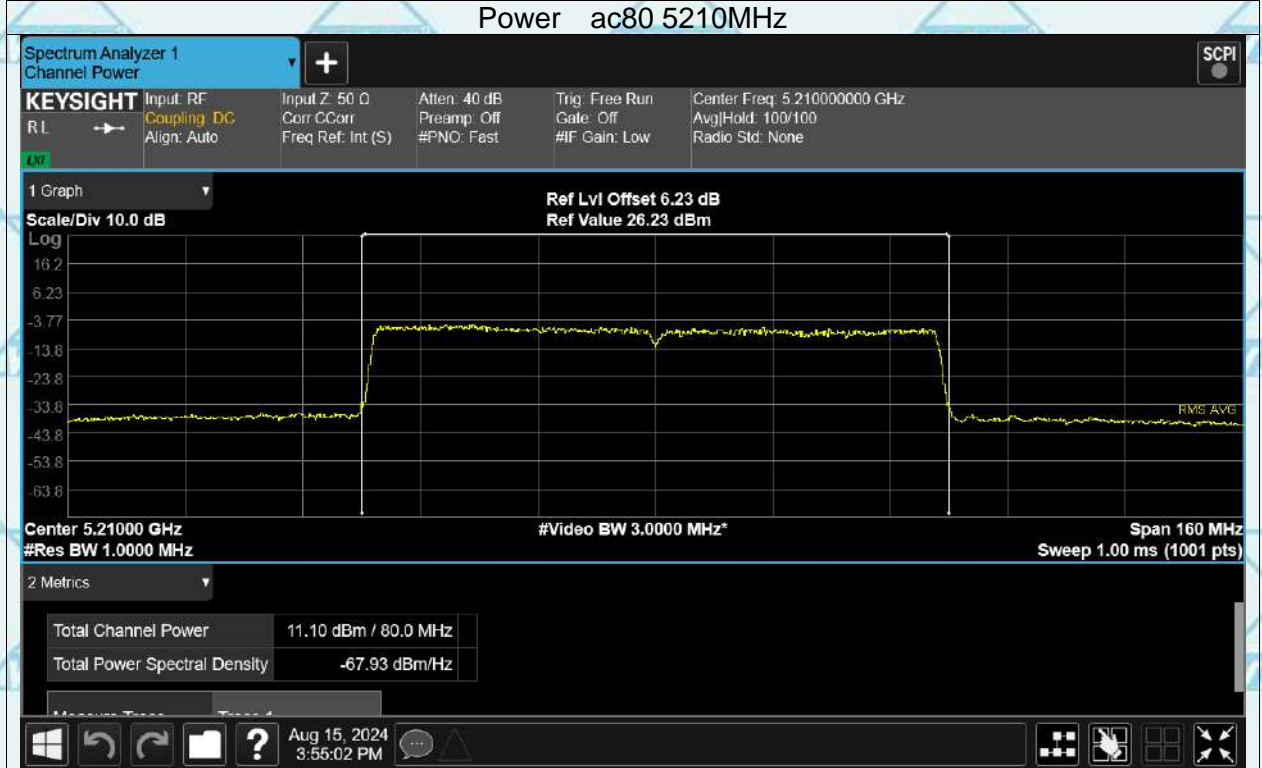 Power ac80 5210MHz
Spectrum Analyzer 1
Channel Power
SCPI
KEYSIGHT
RL
LXI
Input: RF
Coupling: DC
Align: Auto
Input Z: 50 Ω
Corr CCorr
Freq Ref: Int (S)
Atten: 40 dB
Preamp: Off
#PNO: Fast
Trig: Free Run
Gate: Off
#IF Gain: Low
Center Freq: 5.210000000 GHz
Avg|Hold: 100/100
Radio Std: None
1 Graph
Scale/Div 10.0 dB
Ref Lvl Offset 6.23 dB
Ref Value 26.23 dBm
Log
16.2
6.23
-3.77
-13.8
-23.8
-33.8
-43.8
-53.8
-63.8
RMS AVG
Center 5.21000 GHz
#Res BW 1.0000 MHz
#Video BW 3.0000 MHz*
Span 160 MHz
Sweep 1.00 ms (1001 pts)
2 Metrics
Total Channel Power 11.10 dBm / 80.0 MHz
Total Power Spectral Density -67.93 dBm/Hz
?
Aug 15, 2024
3:55:02 PM